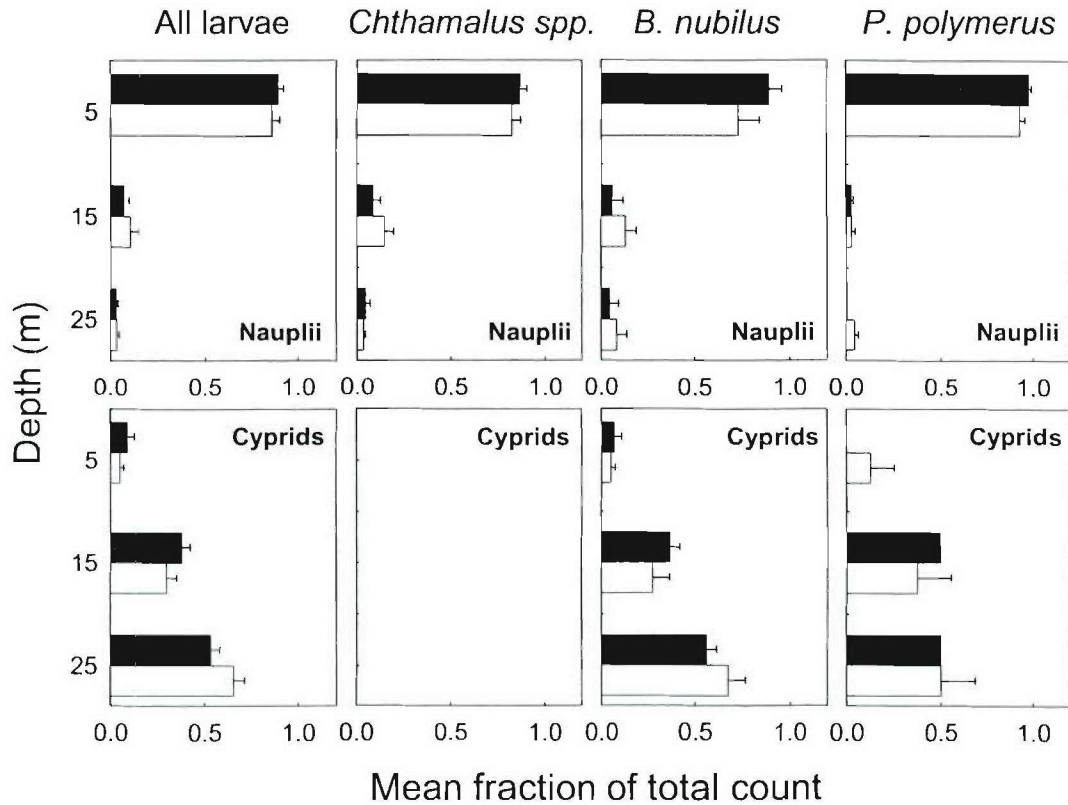 All larvae Chthamalus spp. B. nubilus P. polymerus
5
15
25
Nauplii Nauplii Nauplii Nauplii
0.0 0.5 1.0 0.0 0.5 1.0 0.0 0.5 1.0 0.0 0.5 1.0
Depth (m)
Cyprids Cyprids Cyprids Cyprids
5
15
25
0.0 0.5 1.0 0.0 0.5 1.0 0.0 0.5 1.0 0.0 0.5 1.0
Mean fraction of total count